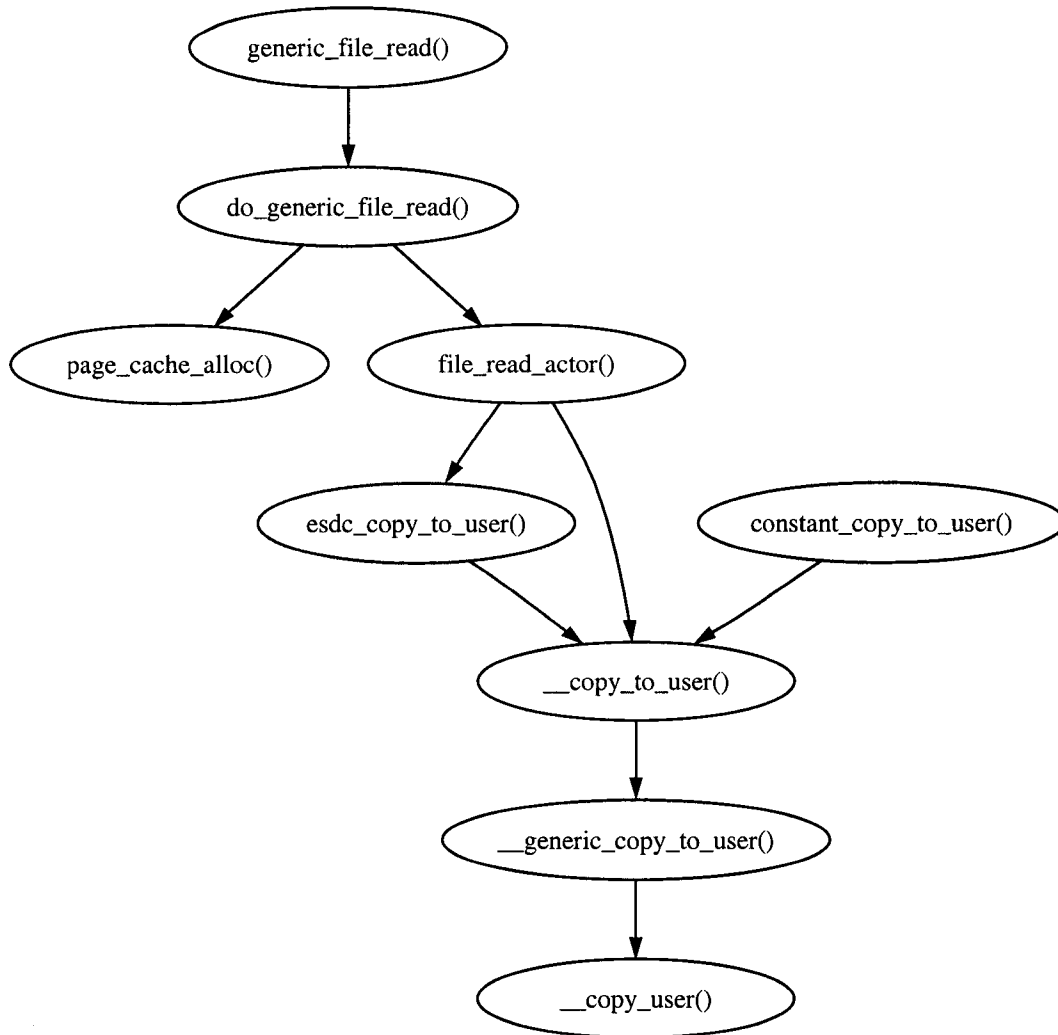 generic_file_read()
do_generic_file_read()
page_cache_alloc()
file_read_actor()
esdc_copy_to_user()
constant_copy_to_user()
__copy_to_user()
__generic_copy_to_user()
__copy_user()